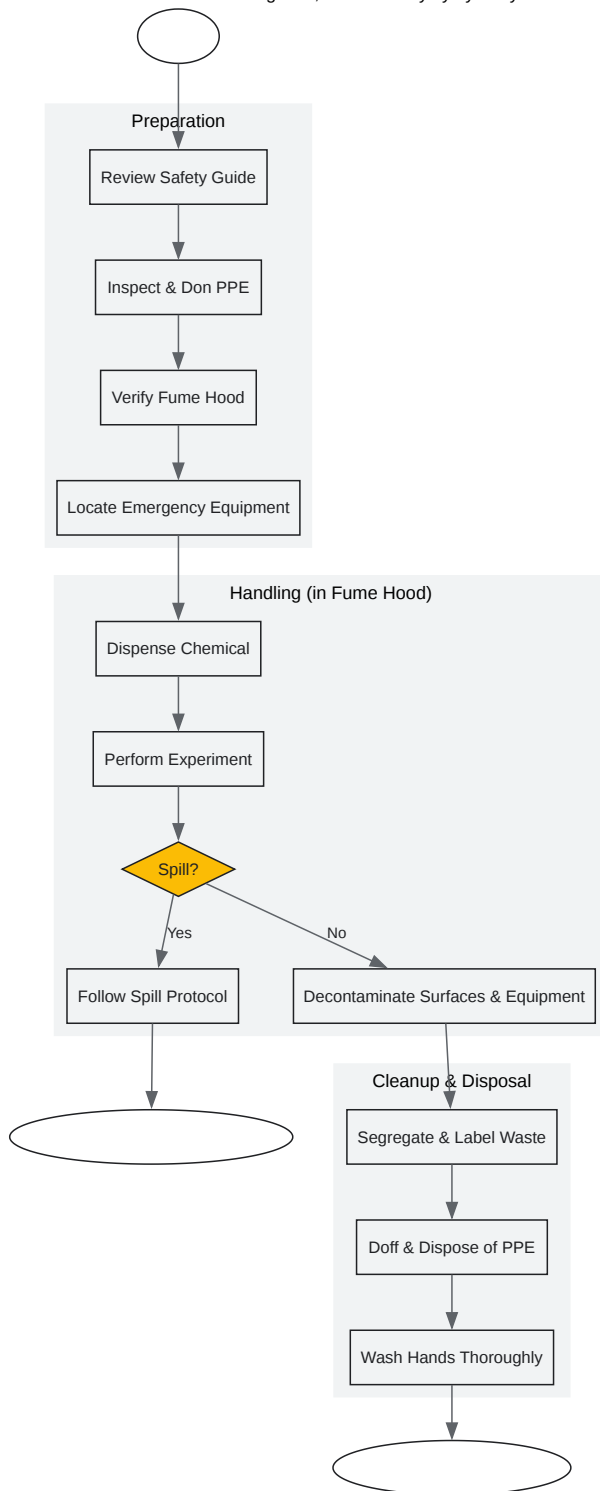 Preparation
Review Safety Guide
Inspect & Don PPE
Verify Fume Hood
Locate Emergency Equipment
Handling (in Fume Hood)
Dispense Chemical
Perform Experiment
Spill?
Yes
No
Follow Spill Protocol
Decontaminate Surfaces & Equipment
Cleanup & Disposal
Segregate & Label Waste
Doff & Dispose of PPE
Wash Hands Thoroughly